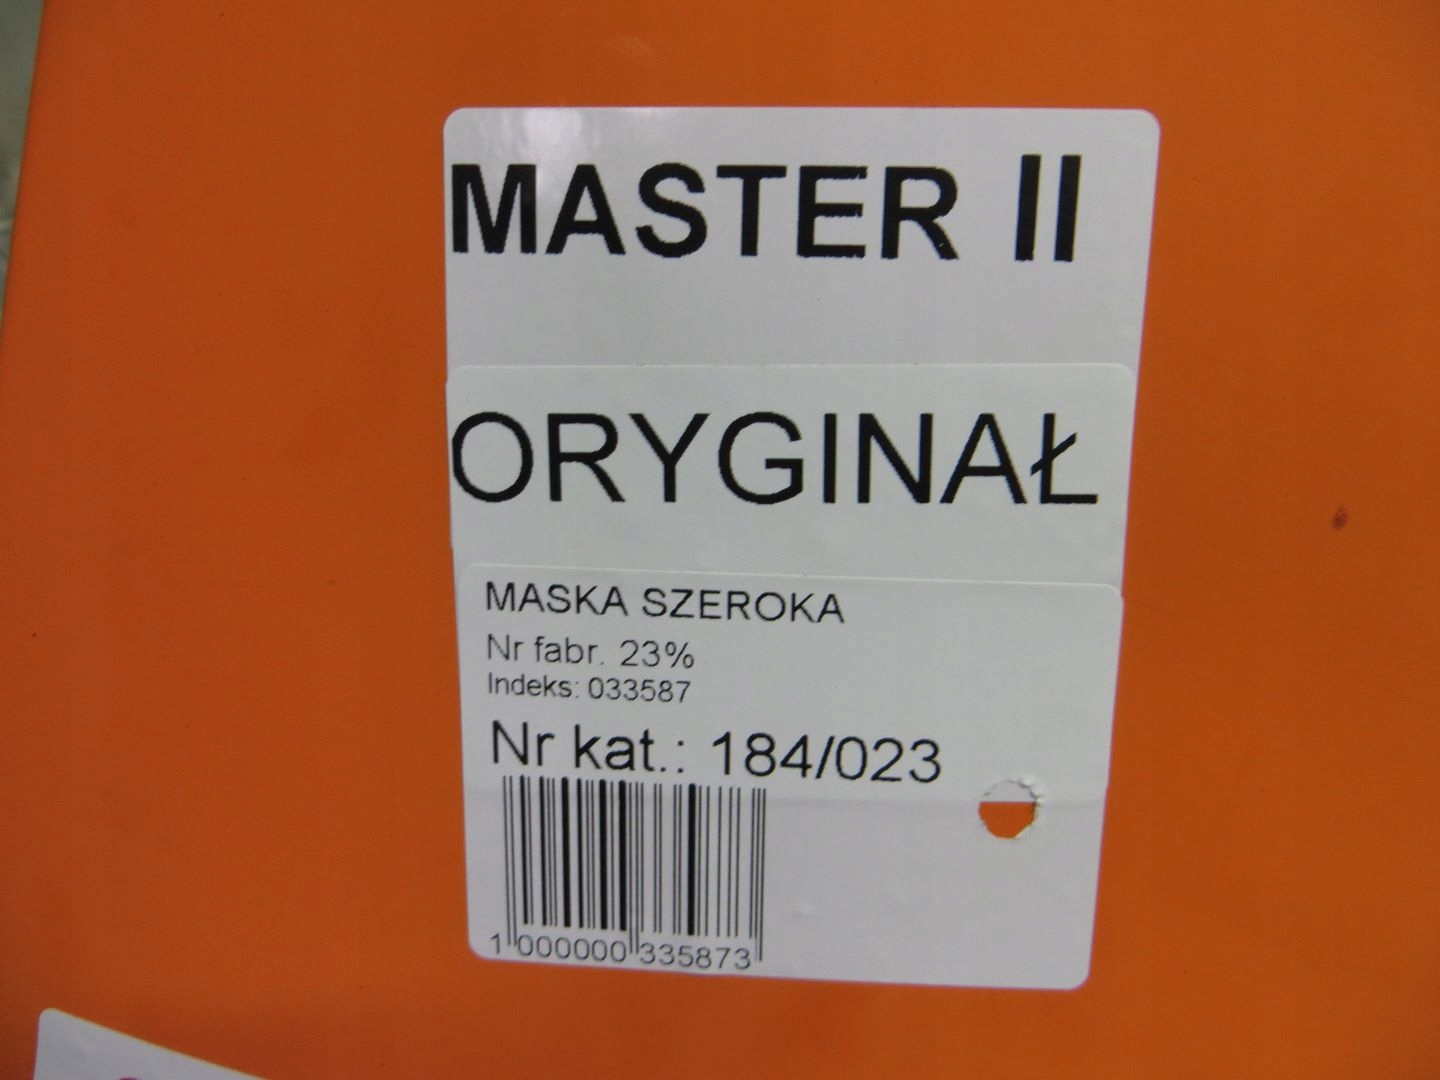 MASTER II
ORYGINAŁ
MASKA SZEROKA
Nr fabr. 23%
Indeks: 033587
Nr kat.: 184/023
1 000000 335873